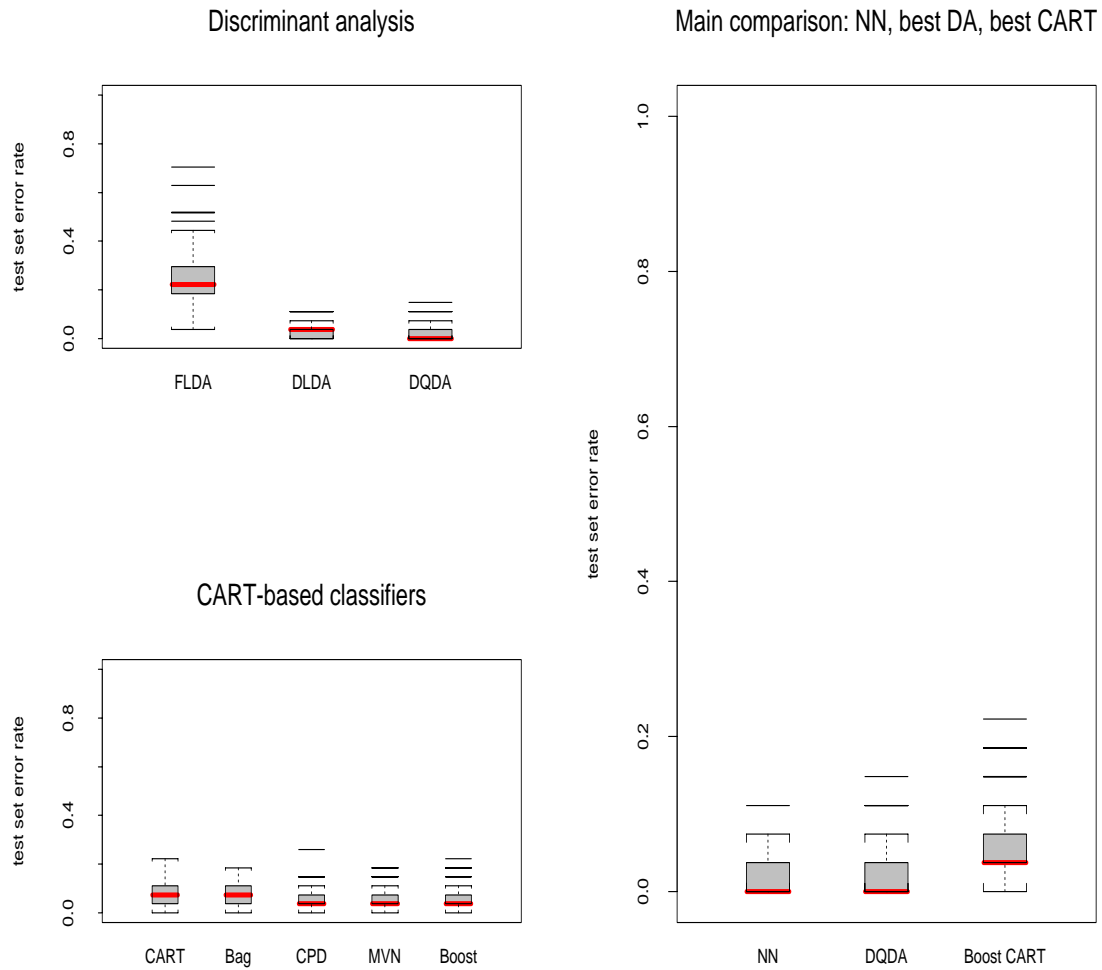 Discriminant analysis
test set error rate
0.0 0.4 0.8
FLDA DLDA DQDA
CART-based classifiers
test set error rate
0.0 0.4 0.8
CART Bag CPD MVN Boost
Main comparison: NN, best DA, best CART
test set error rate
0.0 0.2 0.4 0.6 0.8 1.0
NN DQDA Boost CART